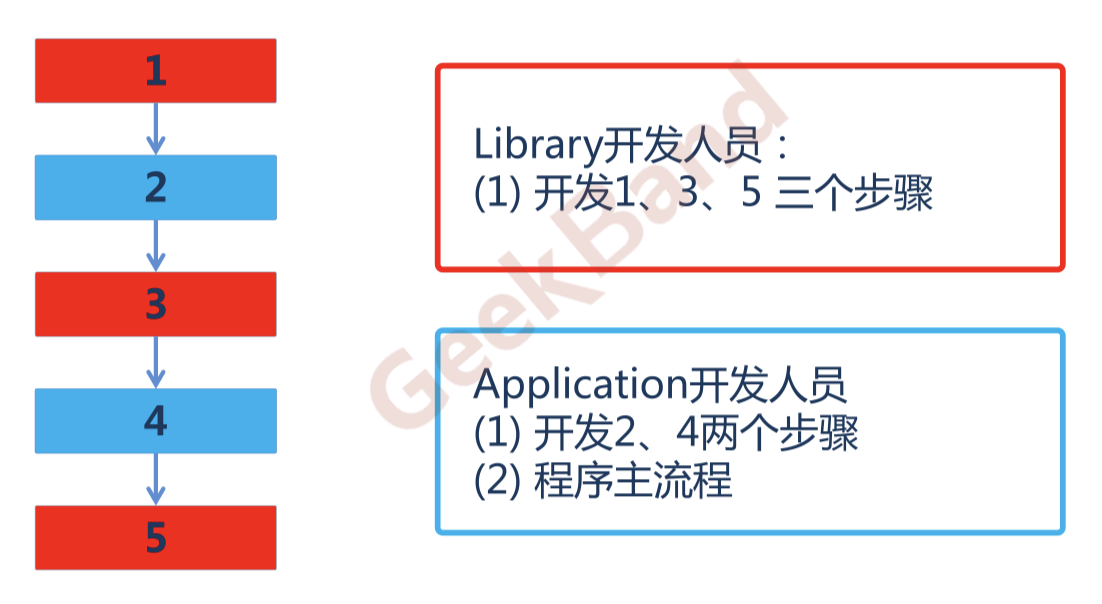 1
2
3
4
5
Library开发人员：
(1) 开发1、3、5 三个步骤
Application开发人员
(1) 开发2、4两个步骤
(2) 程序主流程
GeekBand